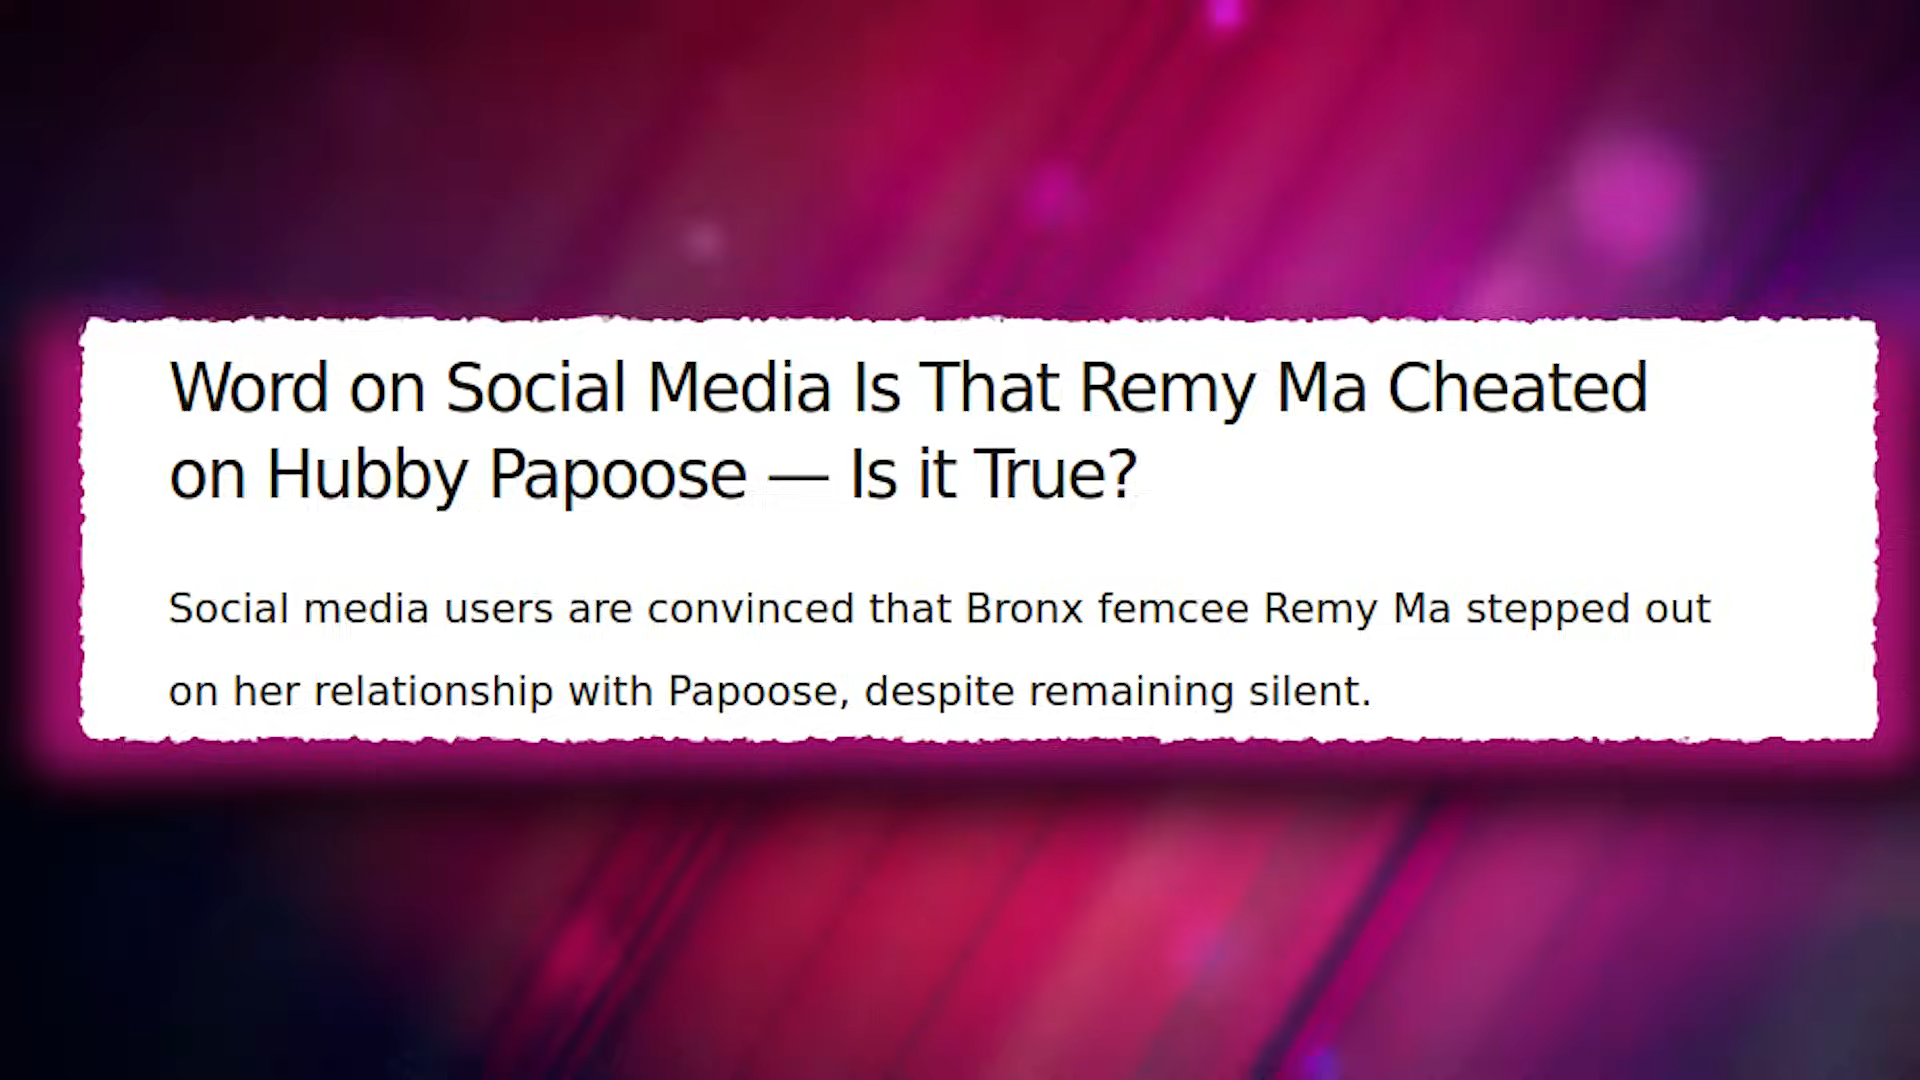 Word on Social Media Is That Remy Ma Cheated
on Hubby Papoose — Is it True?
Social media users are convinced that Bronx femcee Remy Ma stepped out
on her relationship with Papoose, despite remaining silent.